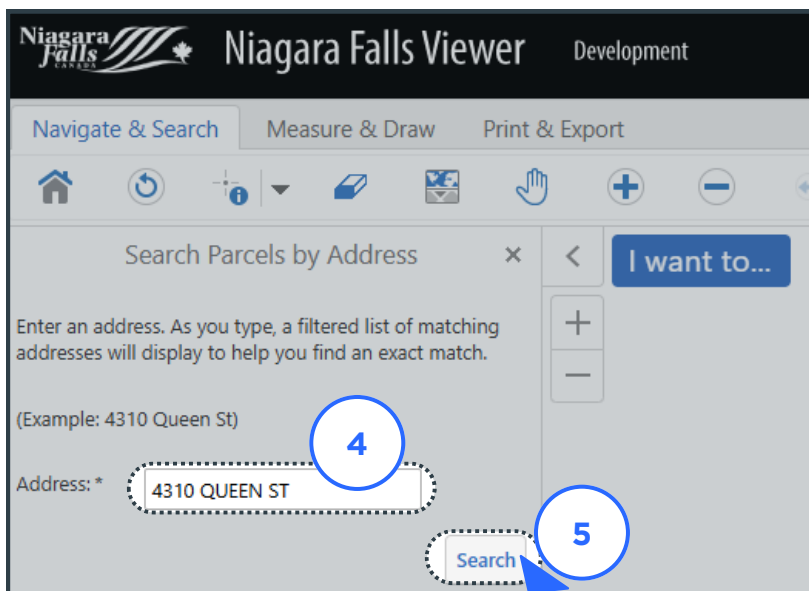 Niagara
Falls
CANADA
Niagara Falls Viewer
Development
Navigate & Search
Measure & Draw
Print & Export
Search Parcels by Address
×
I want to...
Enter an address. As you type, a filtered list of matching
addresses will display to help you find an exact match.
(Example: 4310 Queen St)
4
Address: *
4310 QUEEN ST
5
Search